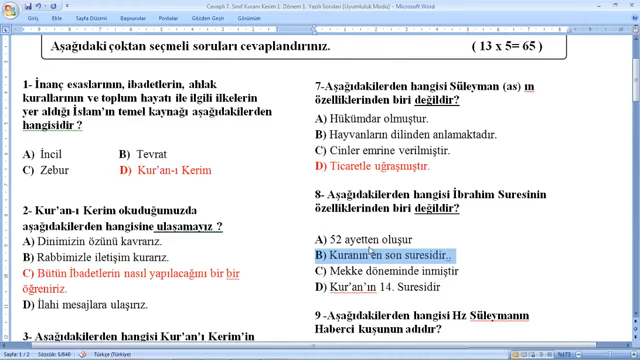 Cevaplı 7. Sınıf Kuranı Kerim 1. Dönem 1. Yazılı Soruları [Uyumluluk Modu] - Microsoft Word
Giriş
Ekle
Sayfa Düzeni
Başvurular
Postalar
Gözden Geçir
Görünüm
Aşağıdaki çoktan seçmeli soruları cevaplandırınız. ( 13 x 5= 65 )
1- İnanç esaslarının, ibadetlerin, ahlak
kurallarının ve toplum hayatı ile ilgili ilkelerin
yer aldığı İslam’ın temel kaynağı aşağıdakilerden
hangisidir ?
A) İncil B) Tevrat
C) Zebur D) Kur’an-ı Kerim
2- Kur’an-ı Kerim okuduğumuzda
aşağıdakilerden hangisine ulaşamayız ?
A) Dinimizin özünü kavrarız.
B) Rabbimizle iletişim kurarız.
C) Bütün İbadetlerin nasıl yapılacağını bir bir
öğreniriz.
D) İlahi mesajlara ulaşırız.
3- Aşağıdakilerden hangisi Kur’an’ı Kerim’in
7-Aşağıdakilerden hangisi Süleyman (as) ın
özelliklerinden biri değildir?
A) Hükümdar olmuştur.
B) Hayvanların dilinden anlamaktadır.
C) Cinler emrine verilmiştir.
D) Ticaretle uğraşmıştır.
8- Aşağıdakilerden hangisi İbrahim Suresinin
özelliklerinden biri değildir?
A) 52 ayetten oluşur
B) Kuranın en son suresidir..
C) Mekke döneminde inmiştir
D) Kur’an’ın 14. Suresidir
9 -Aşağıdakilerden hangisi Hz Süleymanın
Haberci kuşunun adıdır?
Sayfa: 1 / 2
Sözcük: 5/640
Türkçe (Türkiye)
%173